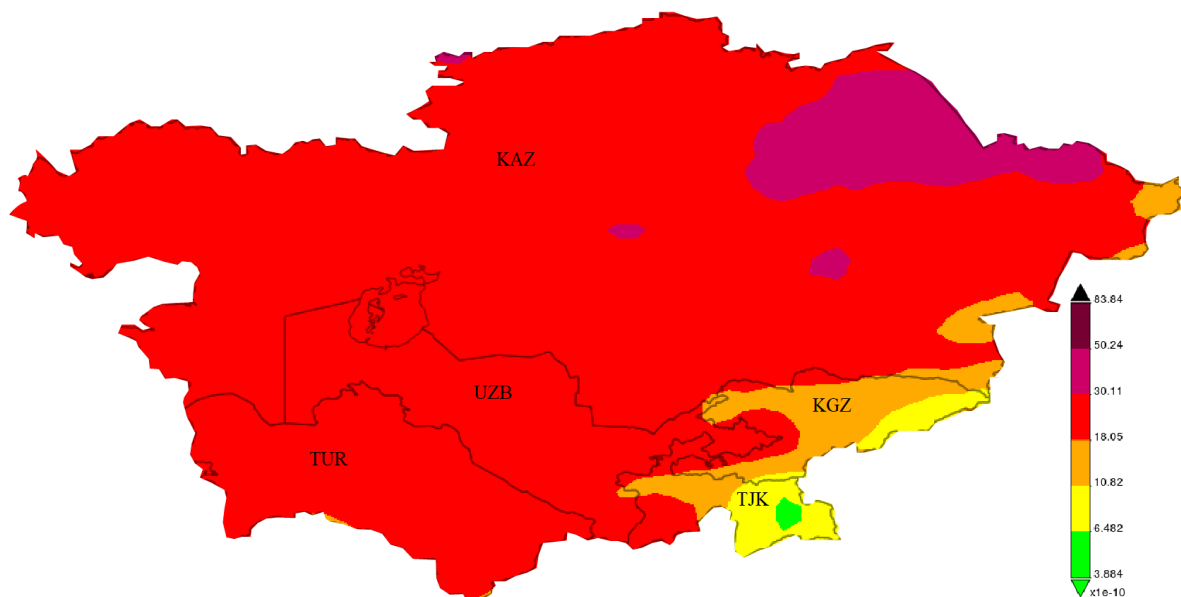 KAZ
83.84
50.24
30.11
UZB
KGZ
18.05
TUR
10.82
TJK
6.482
3.884
x1e-10